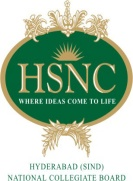 HSNC
WHERE IDEAS COME TO LIFE
HYDERABAD (SIND)
NATIONAL COLLEGIATE BOARD